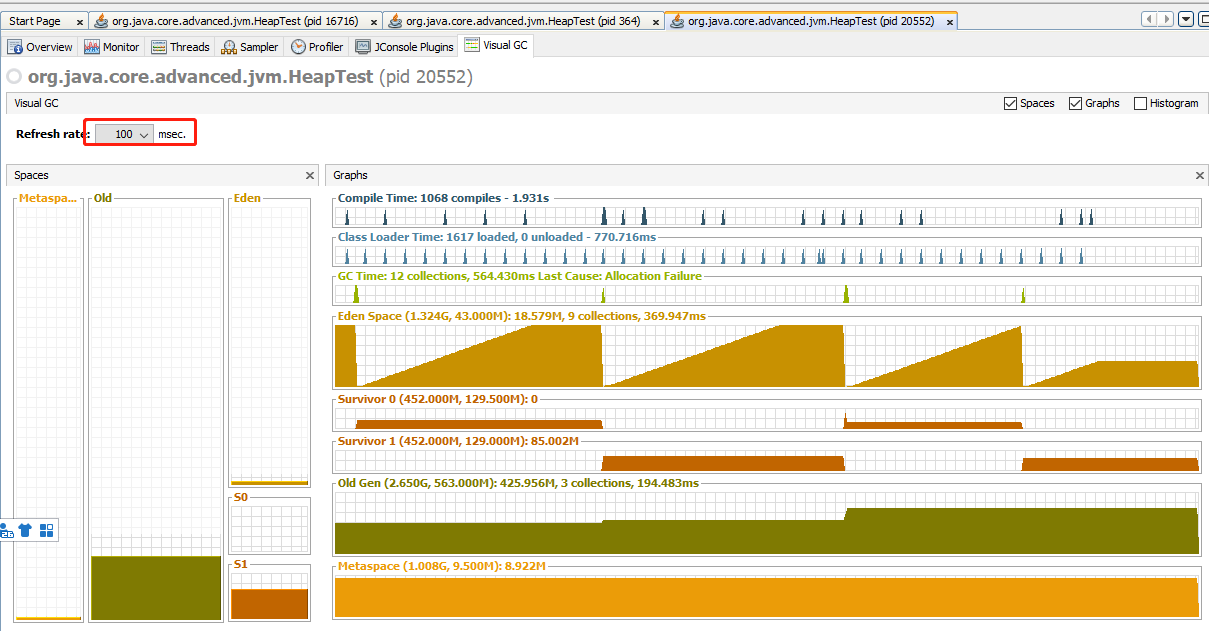 Start Page
org.java.core.advanced.jvm.HeapTest (pid 16716)
org.java.core.advanced.jvm.HeapTest (pid 364)
org.java.core.advanced.jvm.HeapTest (pid 20552)
Overview
Monitor
Threads
Sampler
Profiler
JConsole Plugins
Visual GC
org.java.core.advanced.jvm.HeapTest (pid 20552)
Visual GC
Spaces
Graphs
Histogram
Refresh rate: 100 msec.
Spaces
Graphs
Metaspa...
Old
Eden
S0
S1
Compile Time: 1068 compiles - 1.931s
Class Loader Time: 1617 loaded, 0 unloaded - 770.716ms
GC Time: 12 collections, 564.430ms Last Cause: Allocation Failure
Eden Space (1.324G, 43.000M): 18.579M, 9 collections, 369.947ms
Survivor 0 (452.000M, 129.500M): 0
Survivor 1 (452.000M, 129.000M): 85.002M
Old Gen (2.650G, 563.000M): 425.956M, 3 collections, 194.483ms
Metaspace (1.008G, 9.500M): 8.922M